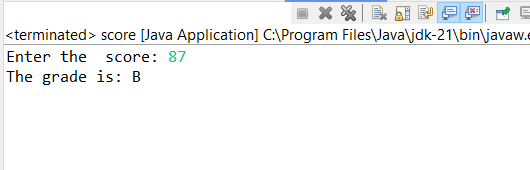 <terminated> score [Java Application] C:\Program Files\Java\jdk-21\bin\javaw.e
Enter the  score: 87
The grade is: B